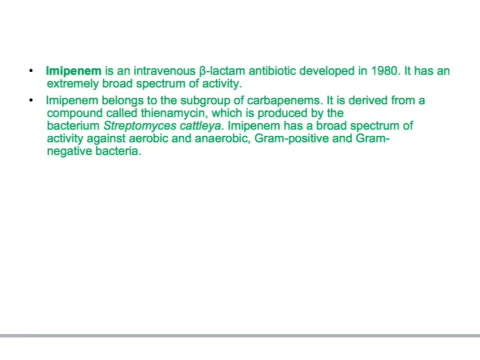 • Imipenem is an intravenous β-lactam antibiotic developed in 1980. It has an
extremely broad spectrum of activity.
• Imipenem belongs to the subgroup of carbapenems. It is derived from a
compound called thienamycin, which is produced by the
bacterium Streptomyces cattleya. Imipenem has a broad spectrum of
activity against aerobic and anaerobic, Gram-positive and Gram-
negative bacteria.